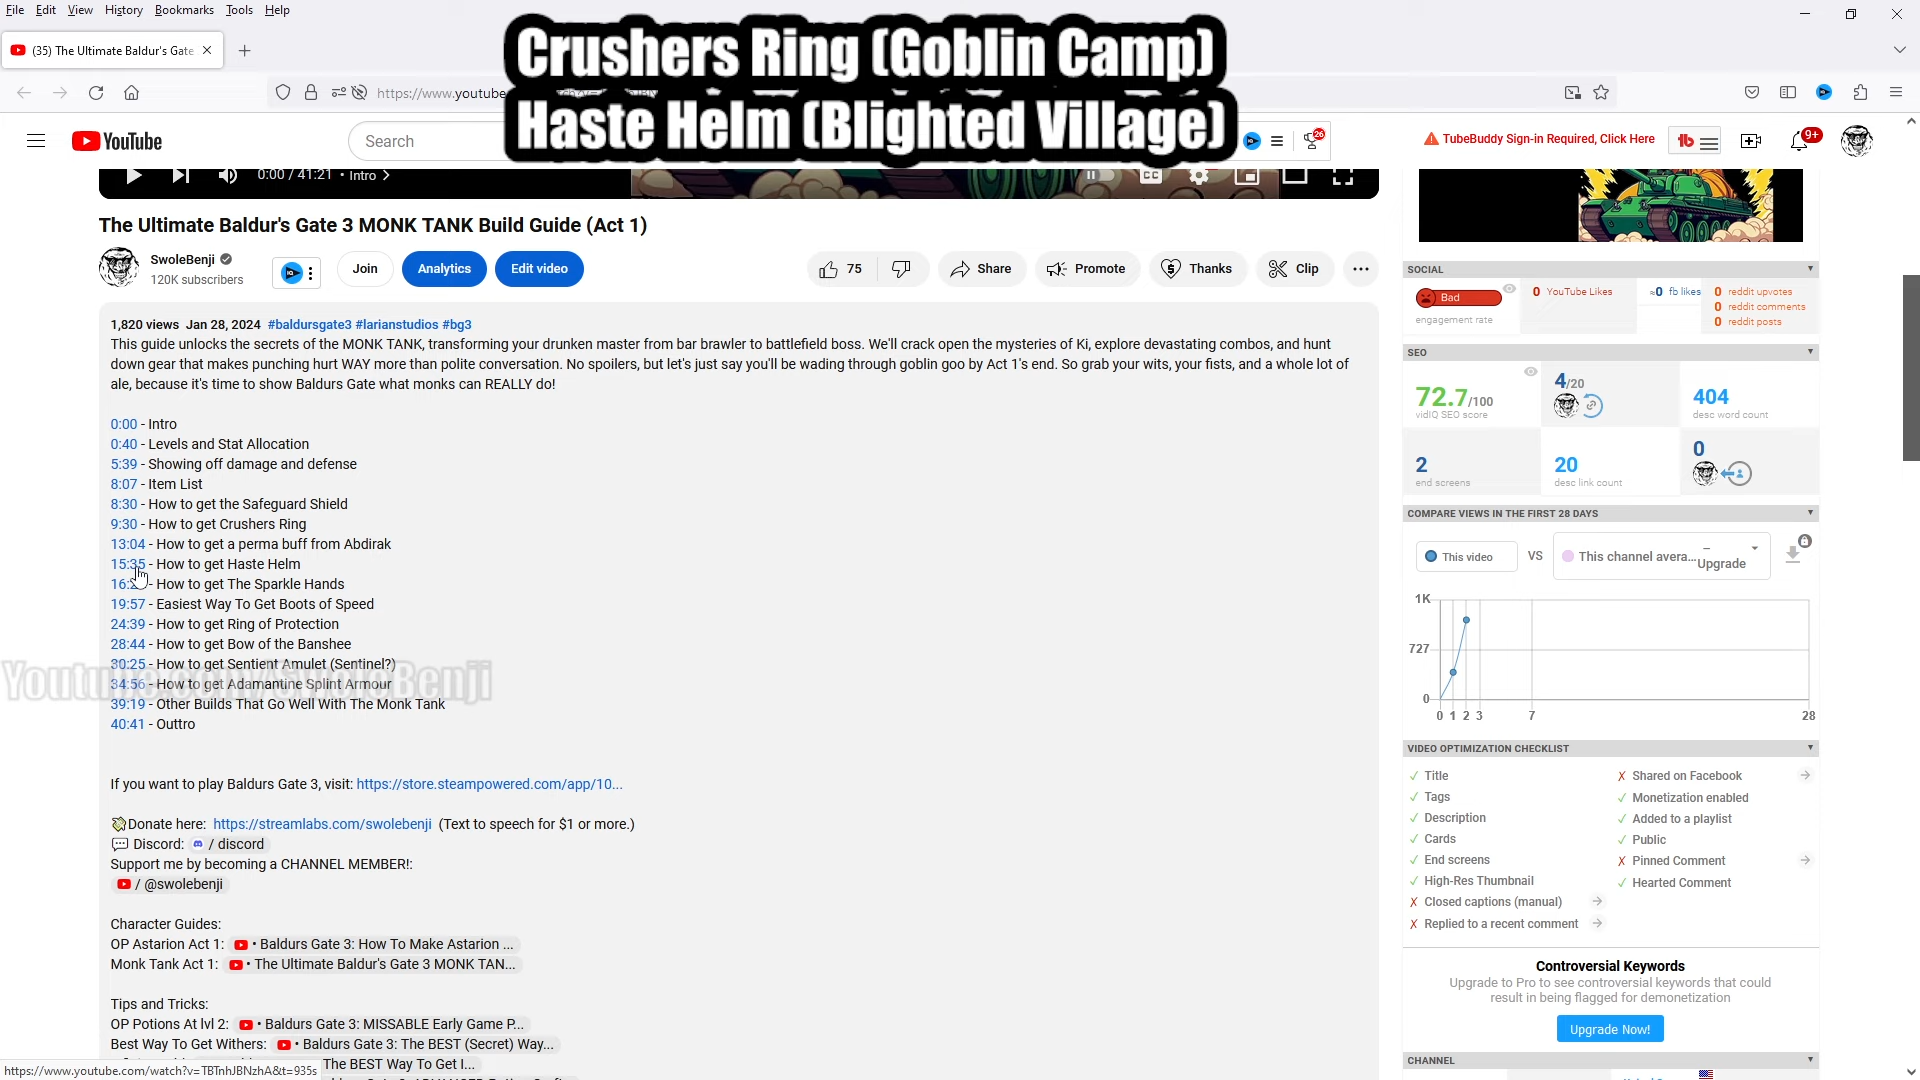 File Edit View History Bookmarks Tools Help
Crushers Ring (Goblin Camp)
Haste Helm (Blighted Village)
(35) The Ultimate Baldur's Gate
https://www.youtube
YouTube
Search
26
TubeBuddy Sign-in Required, Click Here
tb
9+
0:00 / 41:21 • Intro
CC
The Ultimate Baldur's Gate 3 MONK TANK Build Guide (Act 1)
SwoleBenji
120K subscribers
Join
Analytics
Edit video
75
Share
Promote
Thanks
Clip
1,820 views Jan 28, 2024 #baldursgate3 #larianstudios #bg3
This guide unlocks the secrets of the MONK TANK, transforming your drunken master from bar brawler to battlefield boss. We'll crack open the mysteries of Ki, explore devastating combos, and hunt
down gear that makes punching hurt WAY more than polite conversation. No spoilers, but let's just say you'll be wading through goblin goo by Act 1's end. So grab your wits, your fists, and a whole lot of
ale, because it's time to show Baldurs Gate what monks can REALLY do!
0:00 - Intro
0:40 - Levels and Stat Allocation
5:39 - Showing off damage and defense
8:07 - Item List
8:30 - How to get the Safeguard Shield
9:30 - How to get Crushers Ring
13:04 - How to get a perma buff from Abdirak
15:35 - How to get Haste Helm
- How to get The Sparkle Hands
19:57 - Easiest Way To Get Boots of Speed
24:39 - How to get Ring of Protection
28:44 - How to get Bow of the Banshee
30:25 - How to get Sentient Amulet (Sentinel?)
Youtube.com/SwoleBenji
34:56 - How to get Adamantine Splint Armour
39:19 - Other Builds That Go Well With The Monk Tank
40:41 - Outtro
If you want to play Baldurs Gate 3, visit: https://store.steampowered.com/app/10...
Donate here: https://streamlabs.com/swolebenji (Text to speech for $1 or more.)
Discord: / discord
Support me by becoming a CHANNEL MEMBER!:
/ @swolebenji
Character Guides:
OP Astarion Act 1: • Baldurs Gate 3: How To Make Astarion ...
Monk Tank Act 1: • The Ultimate Baldur's Gate 3 MONK TAN...
Tips and Tricks:
OP Potions At lvl 2: • Baldurs Gate 3: MISSABLE Early Game P...
Best Way To Get Withers: • Baldurs Gate 3: The BEST (Secret) Way...
The BEST Way To Get I...
https://www.youtube.com/watch?v=TBTnhJBNzhA&t=935s
SOCIAL
Bad
engagement rate
0 YouTube Likes
≈0 fb likes
0 reddit upvotes
0 reddit comments
0 reddit posts
SEO
72.7/100
vidIQ SEO score
4/20
404
desc word count
2
end screens
20
desc link count
0
COMPARE VIEWS IN THE FIRST 28 DAYS
This video
VS
This channel avera...
– Upgrade
1K
727
0
0 1 2 3 7 28
VIDEO OPTIMIZATION CHECKLIST
✓ Title
✓ Tags
✓ Description
✓ Cards
✓ End screens
✓ High-Res Thumbnail
✗ Closed captions (manual)
✗ Replied to a recent comment
✗ Shared on Facebook
✓ Monetization enabled
✓ Added to a playlist
✓ Public
✗ Pinned Comment
✓ Hearted Comment
Controversial Keywords
Upgrade to Pro to see controversial keywords that could
result in being flagged for demonetization
Upgrade Now!
CHANNEL